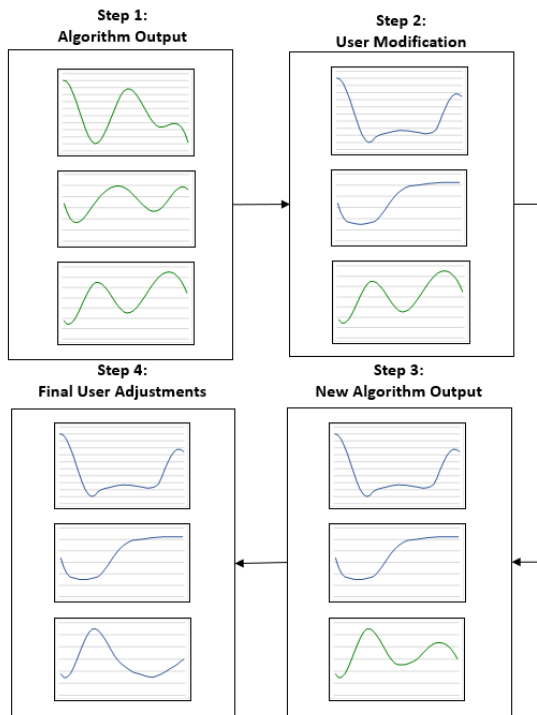 Step 1:
Algorithm Output
Step 2:
User Modification
Step 4:
Final User Adjustments
Step 3:
New Algorithm Output